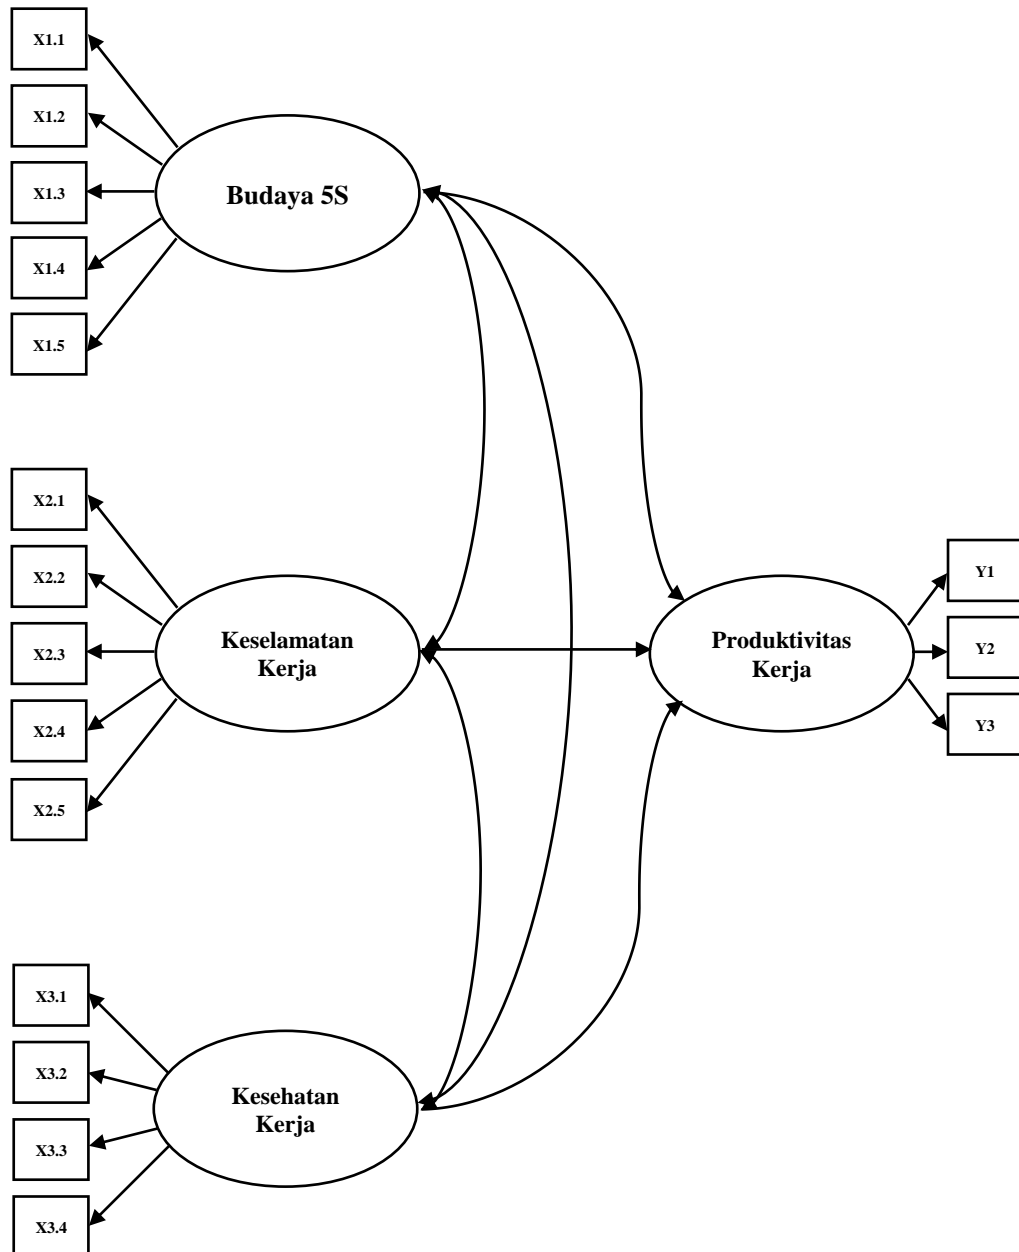 X1.1
X1.2
X1.3
X1.4
X1.5
Budaya 5S
X2.1
X2.2
X2.3
X2.4
X2.5
Keselamatan
Kerja
Produktivitas
Kerja
Y1
Y2
Y3
X3.1
X3.2
X3.3
X3.4
Kesehatan
Kerja